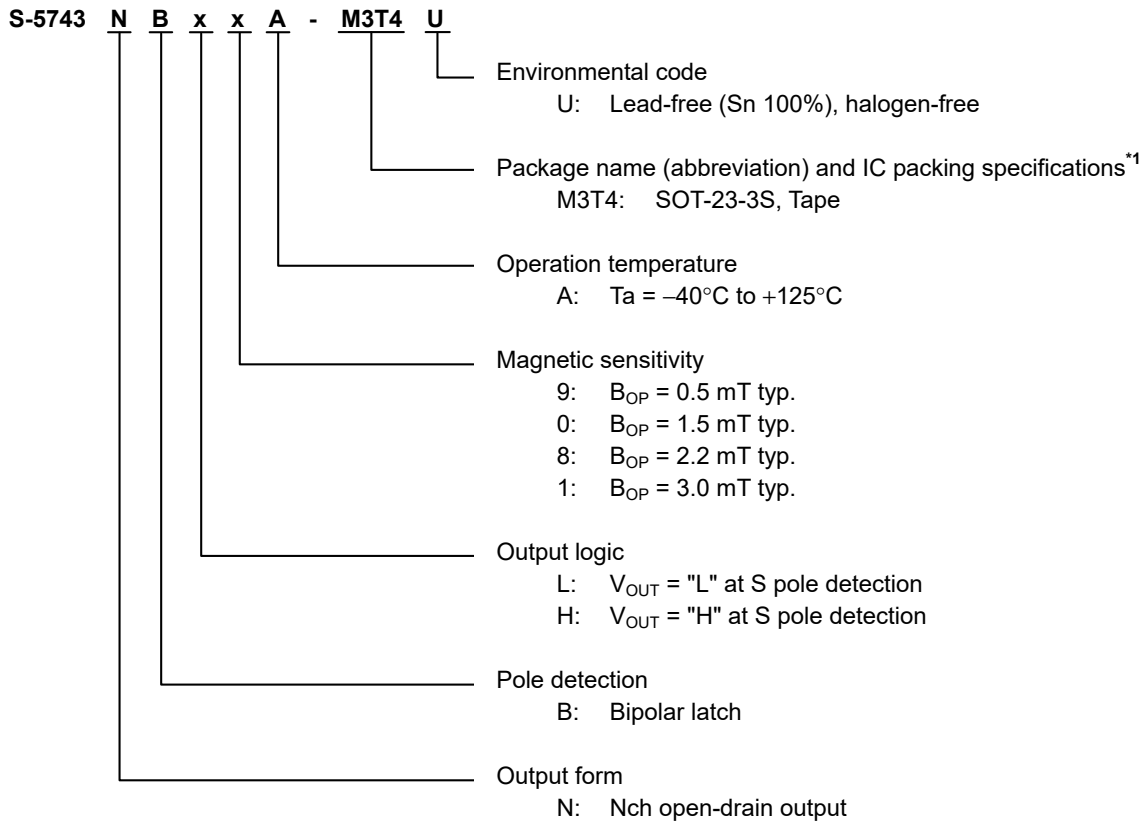 S-5743 N B x x A - M3T4 U
Environmental code
U: Lead-free (Sn 100%), halogen-free
Package name (abbreviation) and IC packing specifications*1
M3T4: SOT-23-3S, Tape
Operation temperature
A: Ta = −40°C to +125°C
Magnetic sensitivity
9: BOP = 0.5 mT typ.
0: BOP = 1.5 mT typ.
8: BOP = 2.2 mT typ.
1: BOP = 3.0 mT typ.
Output logic
L: VOUT = "L" at S pole detection
H: VOUT = "H" at S pole detection
Pole detection
B: Bipolar latch
Output form
N: Nch open-drain output